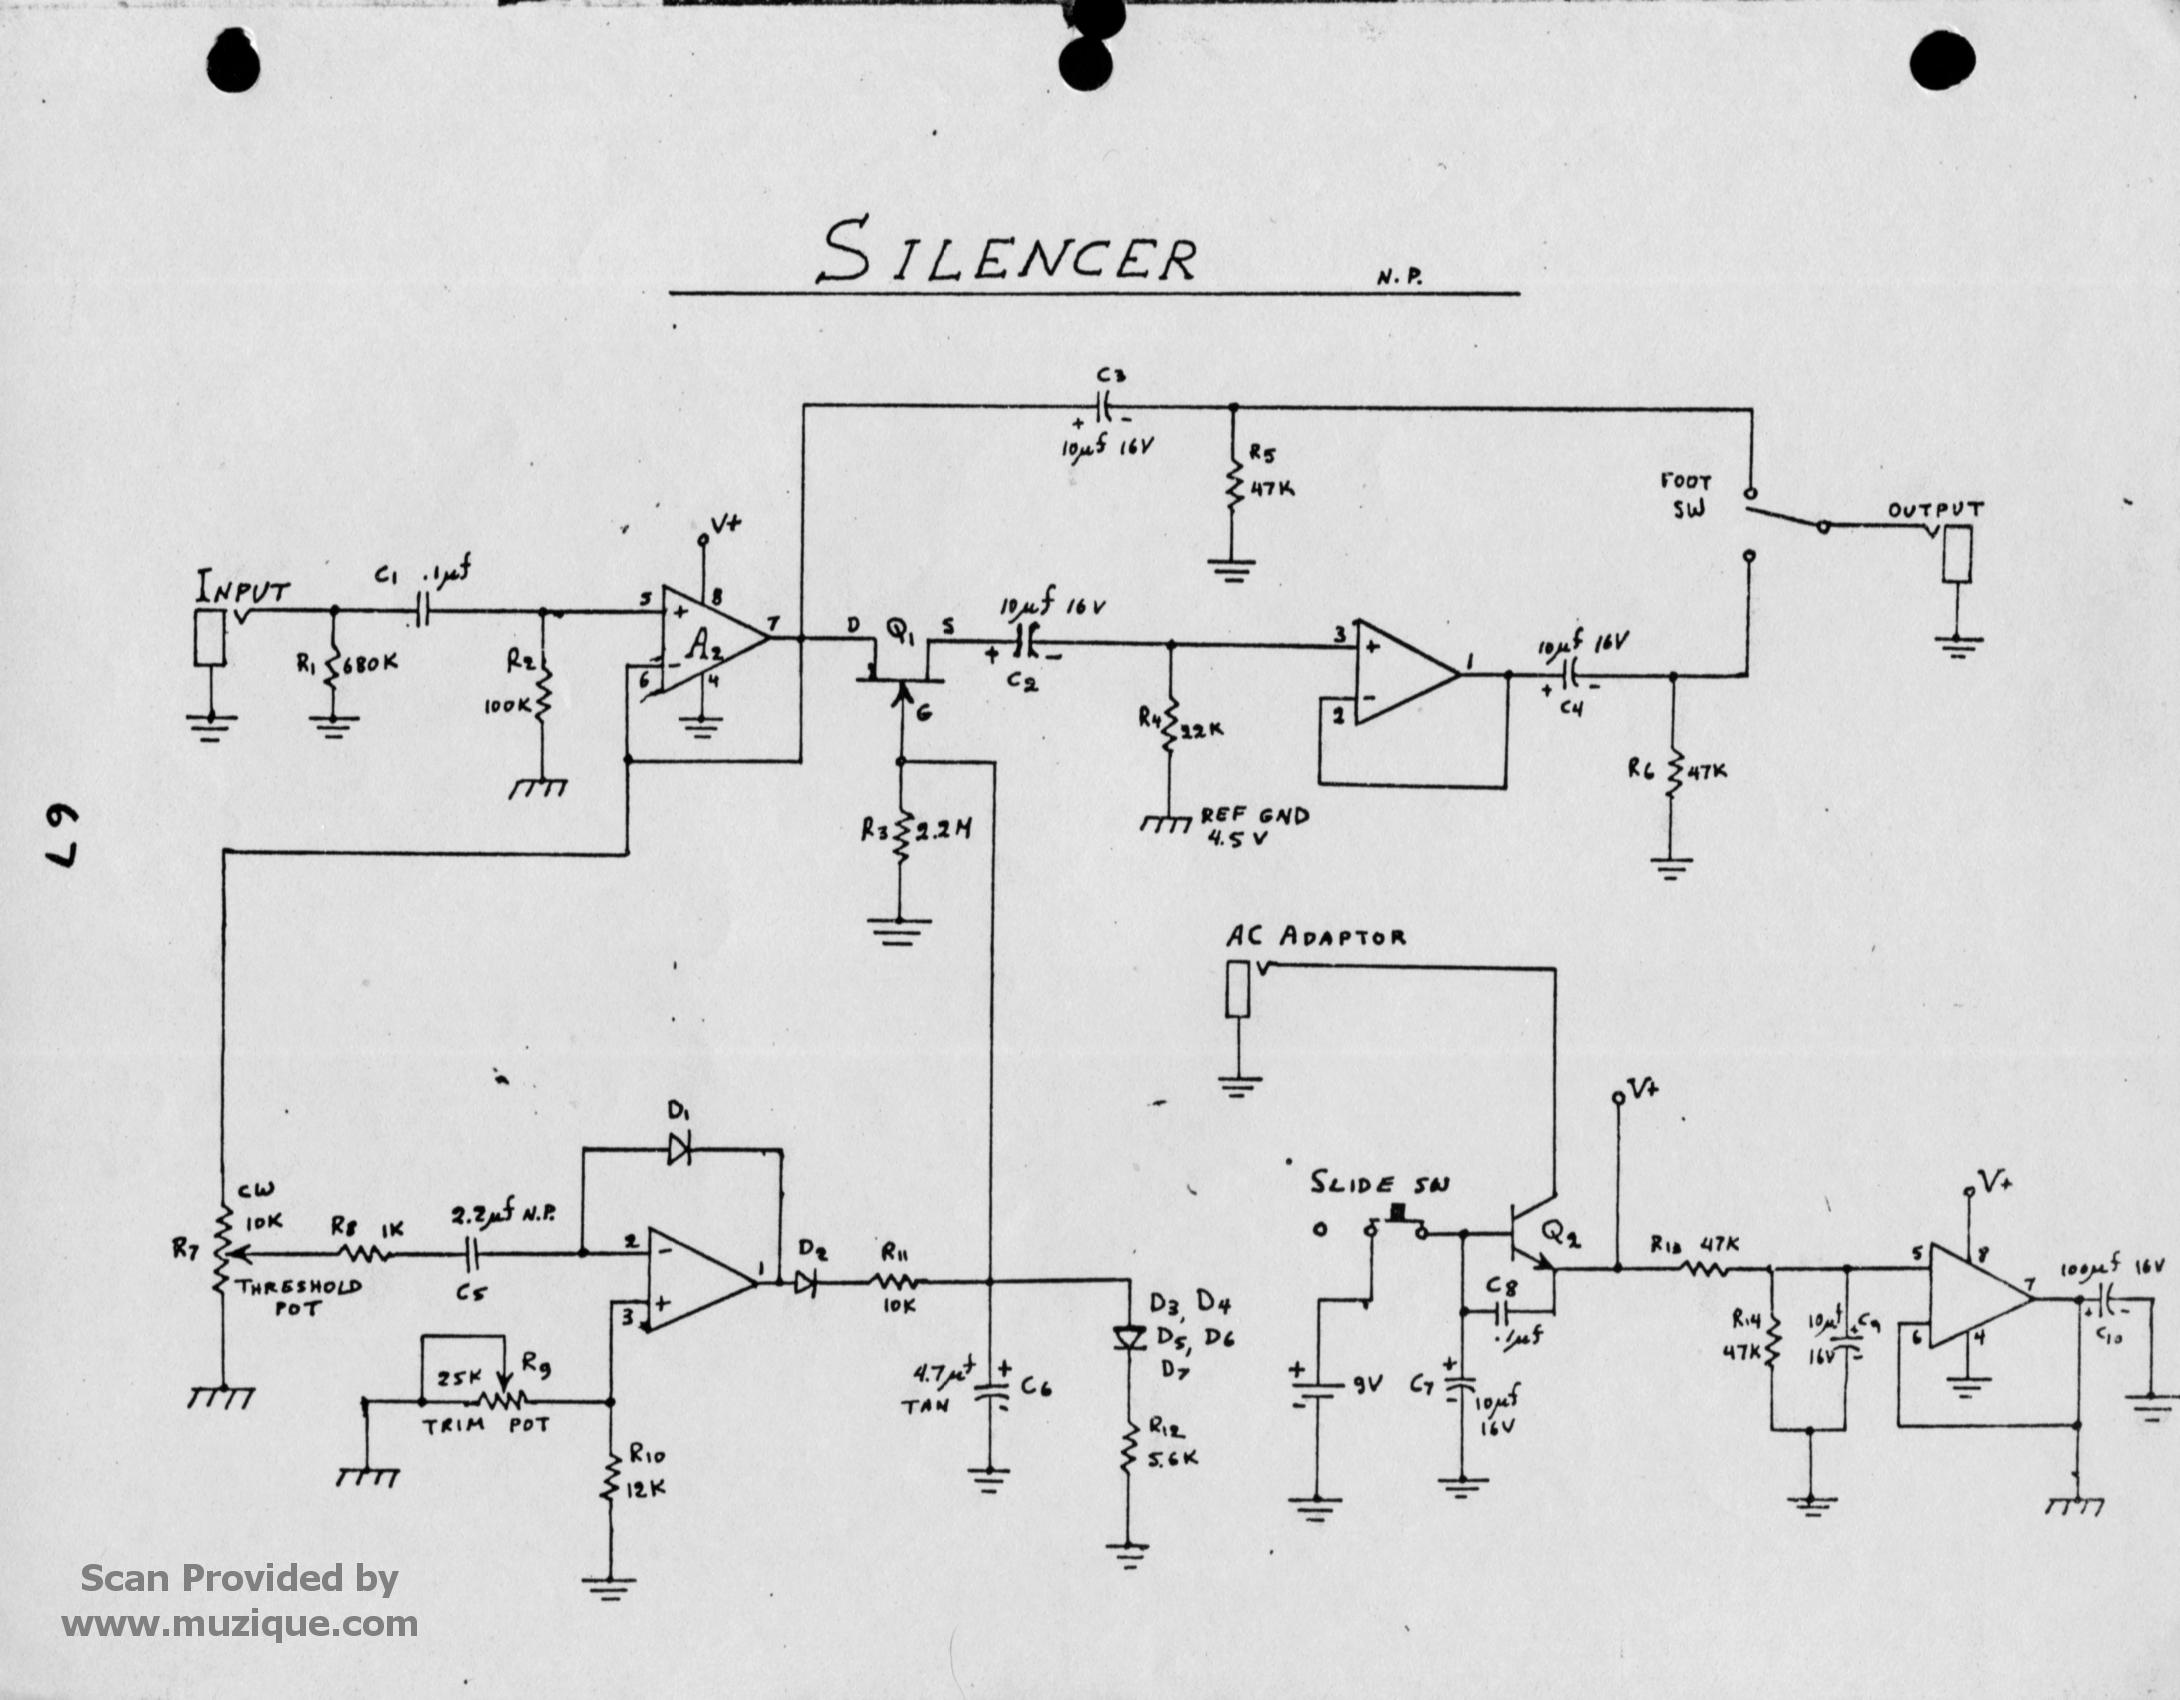 SILENCER
N.P.
C3
+ -
10µf 16V
R5
47K
FOOT
SW
OUTPUT
V+
INPUT
C1 .1µf
R1 680K
R2
100K
5
+
8
A2
7
-
6
4
D Q1 S
G
10µf 16V
+ -
C2
3
+
1
-
2
10µf 16V
+ -
C4
R4 22K
REF GND
4.5 V
R6 47K
R3 2.2M
67
AC ADAPTOR
V+
D1
CW
10K
R7
THRESHOLD
POT
R8 1K
2.2µf N.P.
C5
2
-
1
+
3
D2
R11
10K
R9
25K
TRIM POT
R10
12K
4.7µf
TAN
+
-
C6
D3, D4
D5, D6
D7
R12
5.6K
SLIDE SW
Q2
C8
.1µf
+
-
9V
C7
+
-
10µf
16V
R13 47K
R14
47K
10µf
16V
+
-
C9
V+
5
8
7
6
4
100µf 16V
+ -
C10
Scan Provided by
www.muzique.com